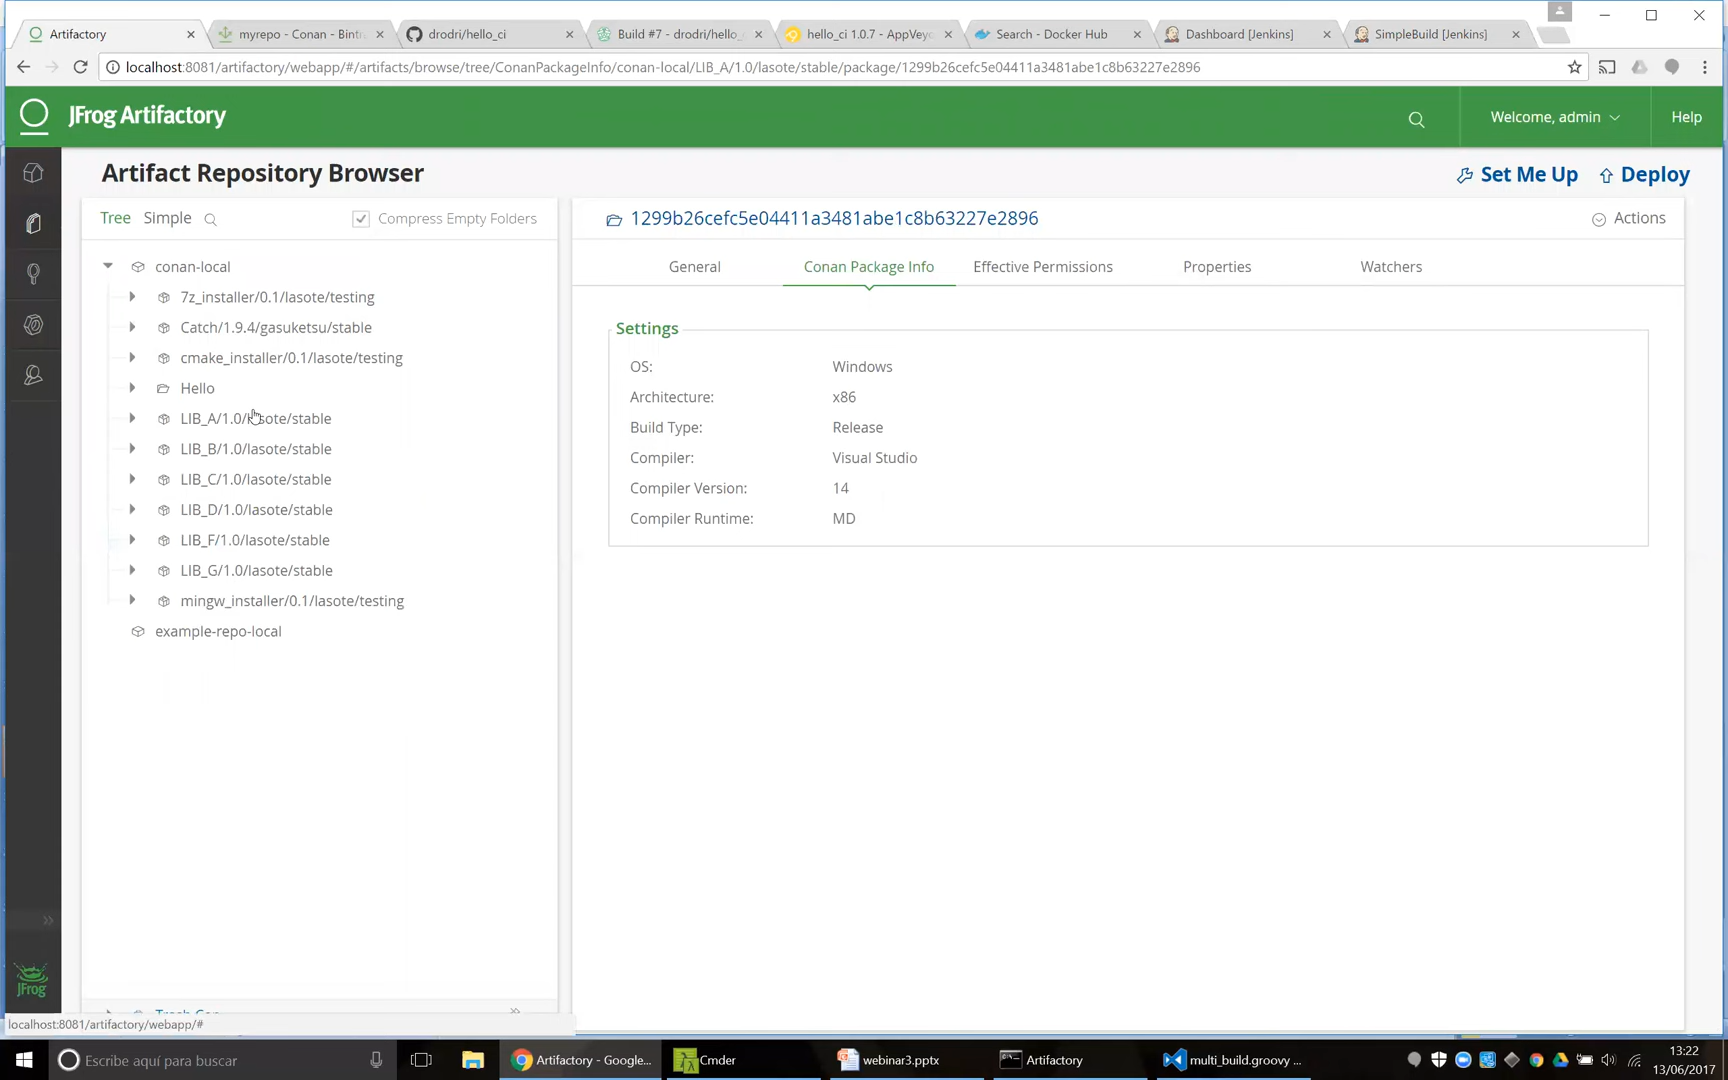 Artifactory
myrepo - Conan - Bintr
drodri/hello_ci
Build #7 - drodri/hello_
hello_ci 1.0.7 - AppVeyo
Search - Docker Hub
Dashboard [Jenkins]
SimpleBuild [Jenkins]
localhost:8081/artifactory/webapp/#/artifacts/browse/tree/ConanPackageInfo/conan-local/LIB_A/1.0/lasote/stable/package/1299b26cefc5e04411a3481abe1c8b63227e2896
JFrog Artifactory
Welcome, admin
Help
Artifact Repository Browser
Set Me Up
Deploy
Tree Simple
Compress Empty Folders
1299b26cefc5e04411a3481abe1c8b63227e2896
Actions
conan-local
7z_installer/0.1/lasote/testing
Catch/1.9.4/gasuketsu/stable
cmake_installer/0.1/lasote/testing
Hello
LIB_A/1.0/lasote/stable
LIB_B/1.0/lasote/stable
LIB_C/1.0/lasote/stable
LIB_D/1.0/lasote/stable
LIB_F/1.0/lasote/stable
LIB_G/1.0/lasote/stable
mingw_installer/0.1/lasote/testing
example-repo-local
General
Conan Package Info
Effective Permissions
Properties
Watchers
Settings
OS: Windows
Architecture: x86
Build Type: Release
Compiler: Visual Studio
Compiler Version: 14
Compiler Runtime: MD
JFrog
localhost:8081/artifactory/webapp/#
Escribe aquí para buscar
Artifactory - Google...
Cmder
webinar3.pptx
Artifactory
multi_build.groovy ...
13:22
13/06/2017